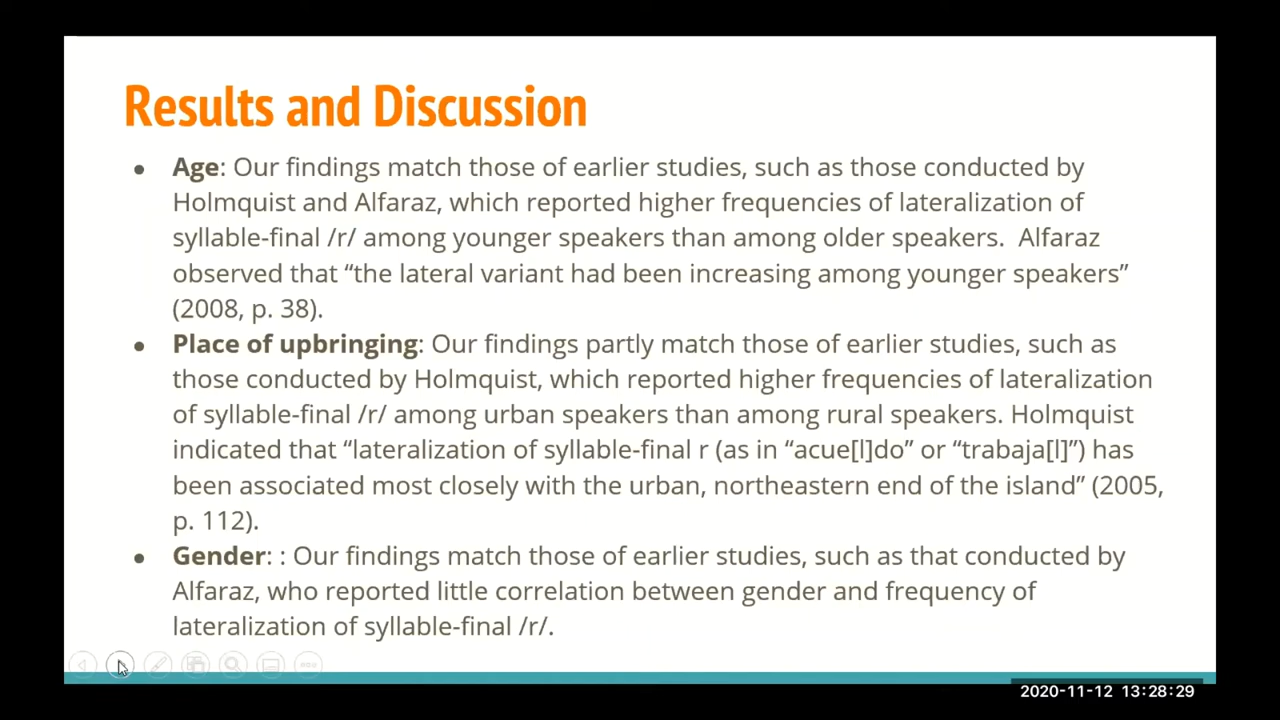 Results and Discussion
● Age: Our findings match those of earlier studies, such as those conducted by
Holmquist and Alfaraz, which reported higher frequencies of lateralization of
syllable-final /r/ among younger speakers than among older speakers.  Alfaraz
observed that “the lateral variant had been increasing among younger speakers”
(2008, p. 38).
● Place of upbringing: Our findings partly match those of earlier studies, such as
those conducted by Holmquist, which reported higher frequencies of lateralization
of syllable-final /r/ among urban speakers than among rural speakers. Holmquist
indicated that “lateralization of syllable-final r (as in “acue[l]do” or “trabaja[l]”) has
been associated most closely with the urban, northeastern end of the island” (2005,
p. 112).
● Gender: : Our findings match those of earlier studies, such as that conducted by
Alfaraz, who reported little correlation between gender and frequency of
lateralization of syllable-final /r/.
2020-11-12 13:28:29